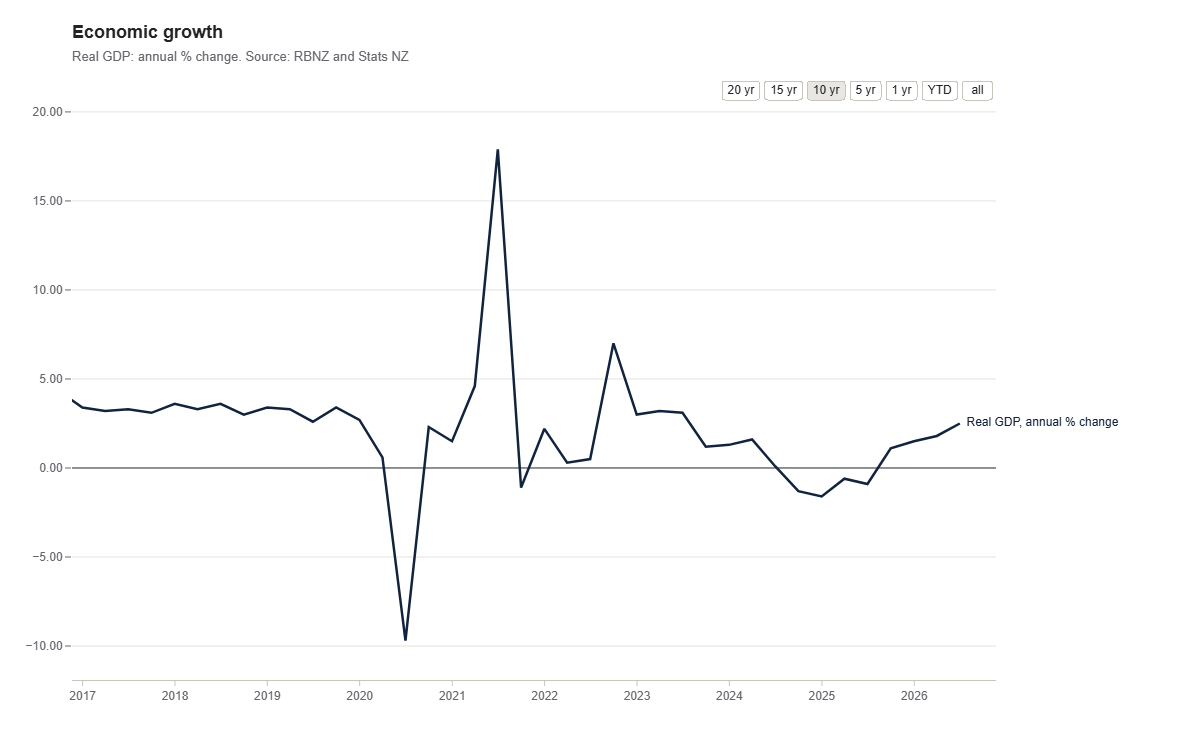 Economic growth
Real GDP: annual % change. Source: RBNZ and Stats NZ
20 yr 15 yr 10 yr 5 yr 1 yr YTD all
20.00
15.00
10.00
5.00
0.00
−5.00
−10.00
Real GDP, annual % change
2017 2018 2019 2020 2021 2022 2023 2024 2025 2026